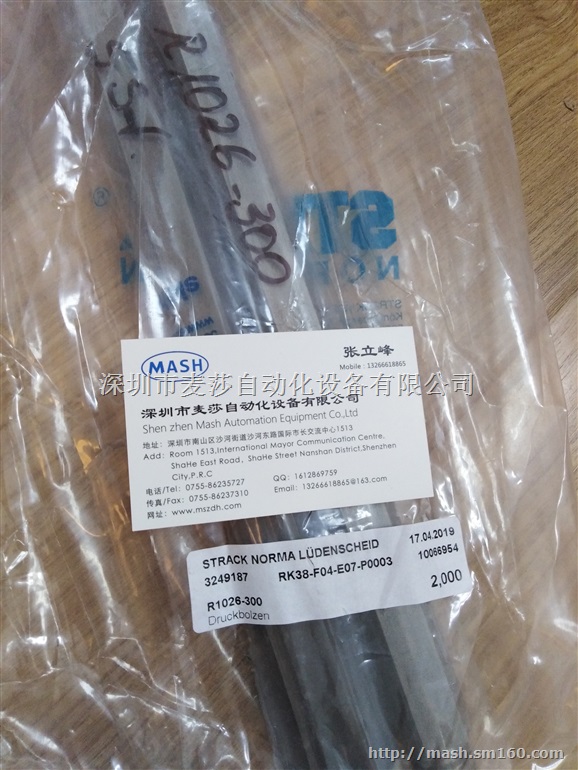 R1026-300
STR
NOR
STRACK
MASH
张立峰
Mobile : 13266618865
深圳市麦莎自动化设备有限公司
深圳市麦莎自动化设备有限公司
Shen zhen Mash Automation Equipment Co.,Ltd
地址: 深圳市南山区沙河街道沙河东路国际市长交流中心1513
Add: Room 1513,International Mayor Communication Centre,
ShaHe East Road, ShaHe Street Nanshan District,Shenzhen
City,P.R.C
电话/Tel: 0755-86235727 QQ: 1612869759
传真/Fax: 0755-86237310 Email: 13266618865@163.com
网址: www.mszdh.com
STRACK NORMA LÜDENSCHEID 17.04.2019
3249187 RK38-F04-E07-P0003 10066954
R1026-300 2,000
Druckbolzen
http://mash.sm160.com/